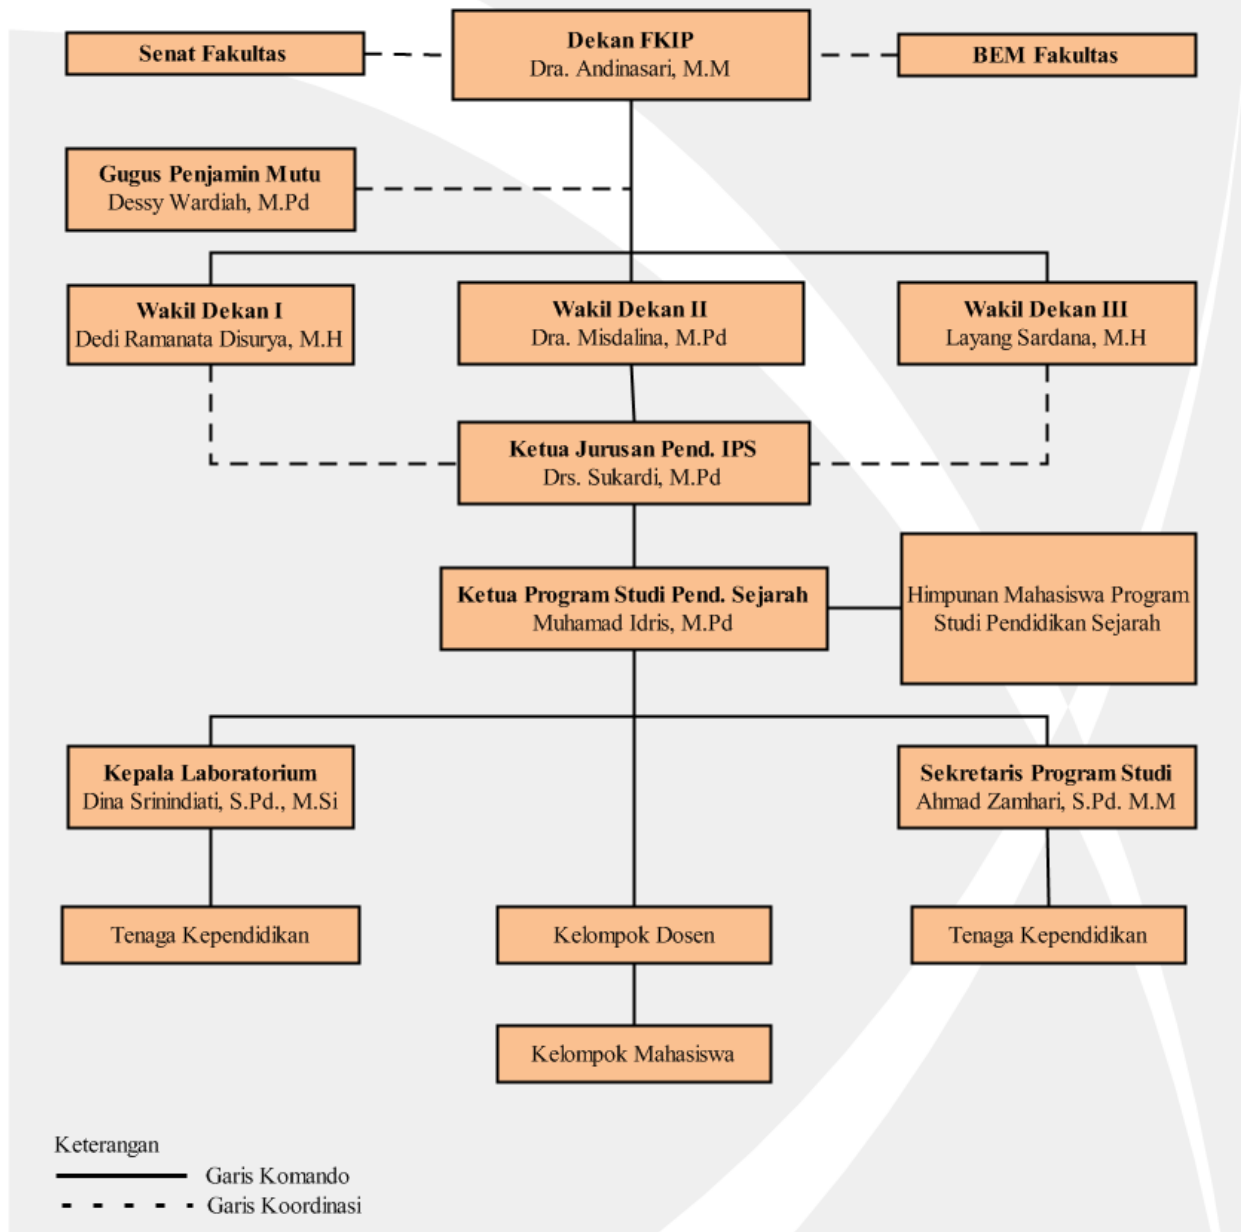 Dekan FKIP
Dra. Andinasari, M.M
Senat Fakultas
BEM Fakultas
Gugus Penjamin Mutu
Dessy Wardiah, M.Pd
Wakil Dekan I
Dedi Ramanata Disurya, M.H
Wakil Dekan II
Dra. Misdalina, M.Pd
Wakil Dekan III
Layang Sardana, M.H
Ketua Jurusan Pend. IPS
Drs. Sukardi, M.Pd
Ketua Program Studi Pend. Sejarah
Muhamad Idris, M.Pd
Himpunan Mahasiswa Program
Studi Pendidikan Sejarah
Kepala Laboratorium
Dina Srinindiati, S.Pd., M.Si
Sekretaris Program Studi
Ahmad Zamhari, S.Pd. M.M
Tenaga Kependidikan
Kelompok Dosen
Tenaga Kependidikan
Kelompok Mahasiswa
Keterangan
Garis Komando
Garis Koordinasi